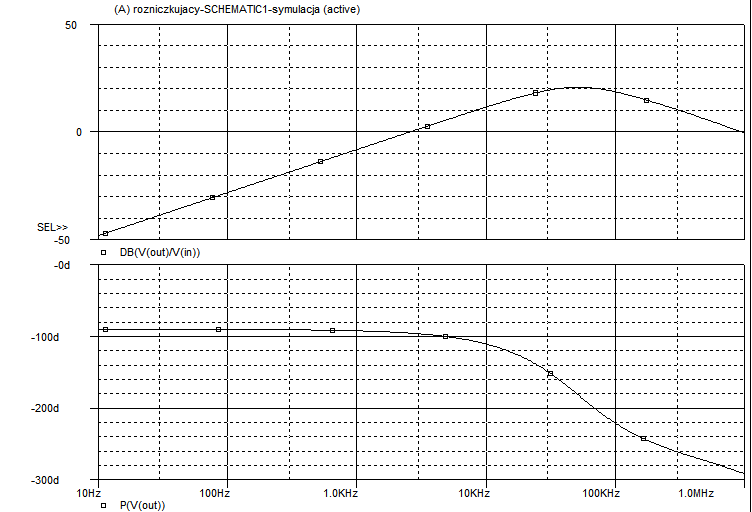 (A) rozniczkujacy-SCHEMATIC1-symulacja (active)
50
0
SEL>>
-50
DB(V(out)/V(in))
-0d
-100d
-200d
-300d
10Hz 100Hz 1.0KHz 10KHz 100KHz 1.0MHz
P(V(out))